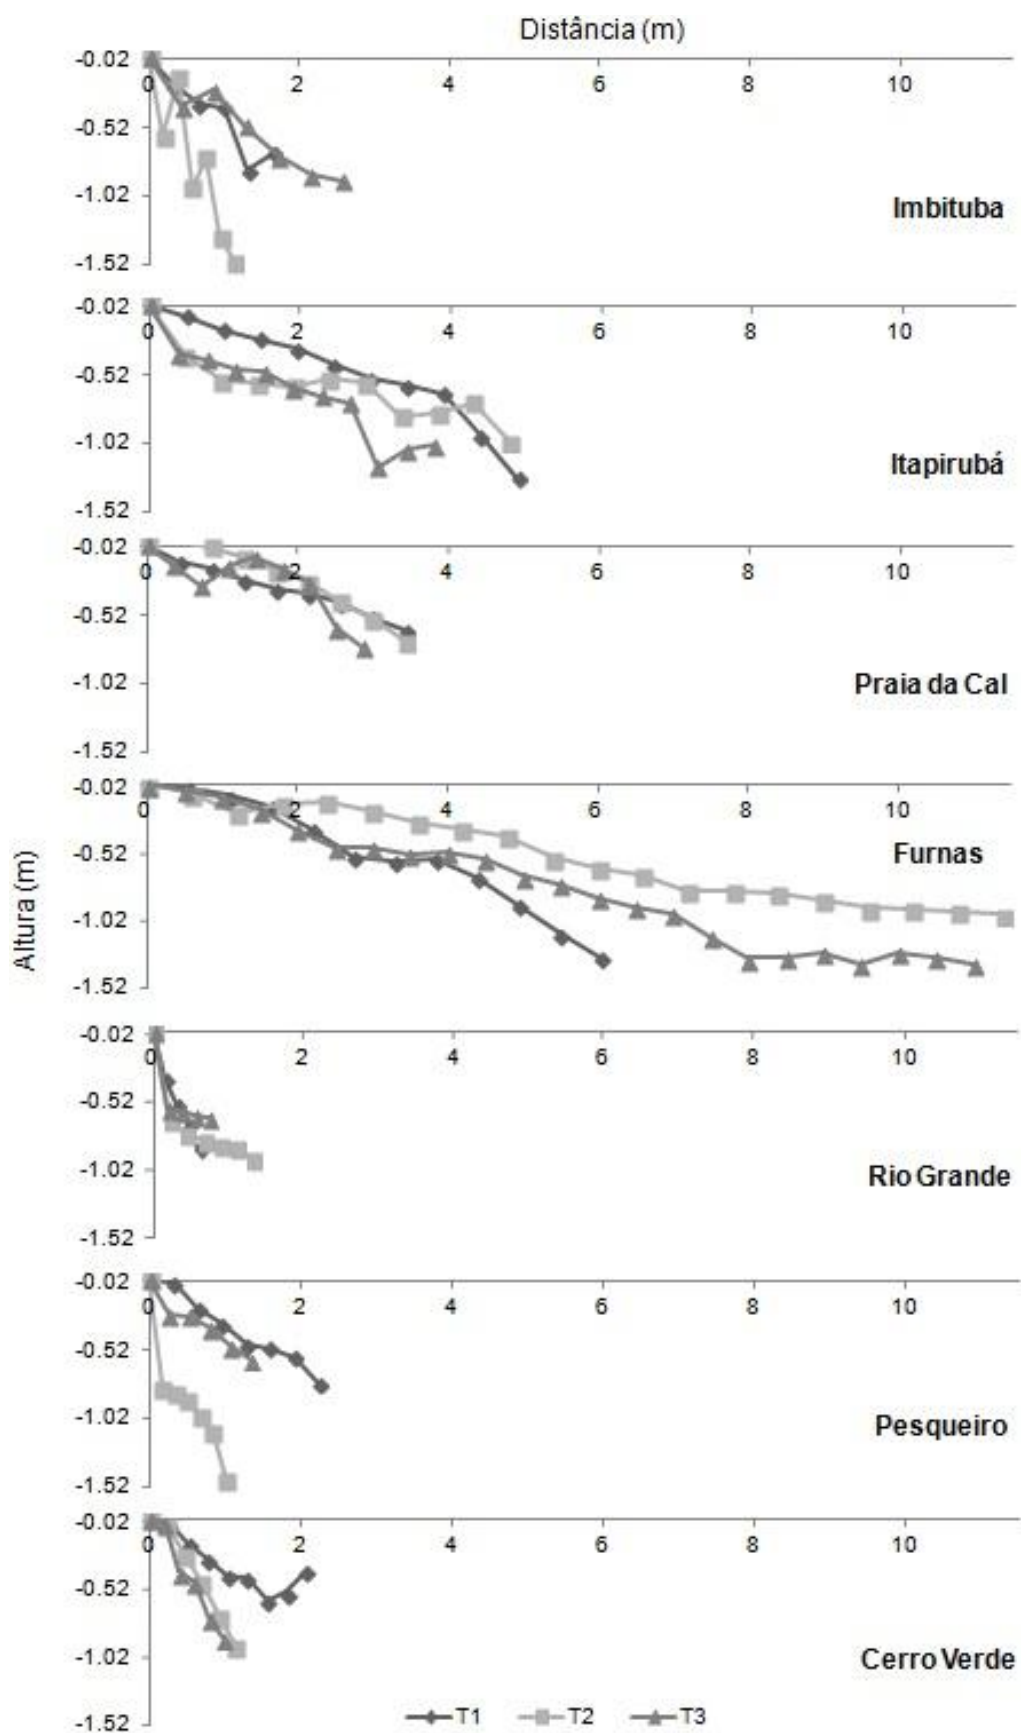 Distância (m)
-0.02
0 2 4 6 8 10
-0.52
-1.02
Imbituba
-1.52
-0.02
0 2 4 6 8 10
-0.52
-1.02
Itapirubá
-1.52
-0.02
0 2 4 6 8 10
-0.52
-1.02
Praia da Cal
-1.52
Altura (m)
-0.02
0 2 4 6 8 10
-0.52
Furnas
-1.02
-1.52
-0.02
0 2 4 6 8 10
-0.52
-1.02
Rio Grande
-1.52
-0.02
0 2 4 6 8 10
-0.52
-1.02
Pesqueiro
-1.52
-0.02
0 2 4 6 8 10
-0.52
-1.02
Cerro Verde
-1.52
T1 T2 T3